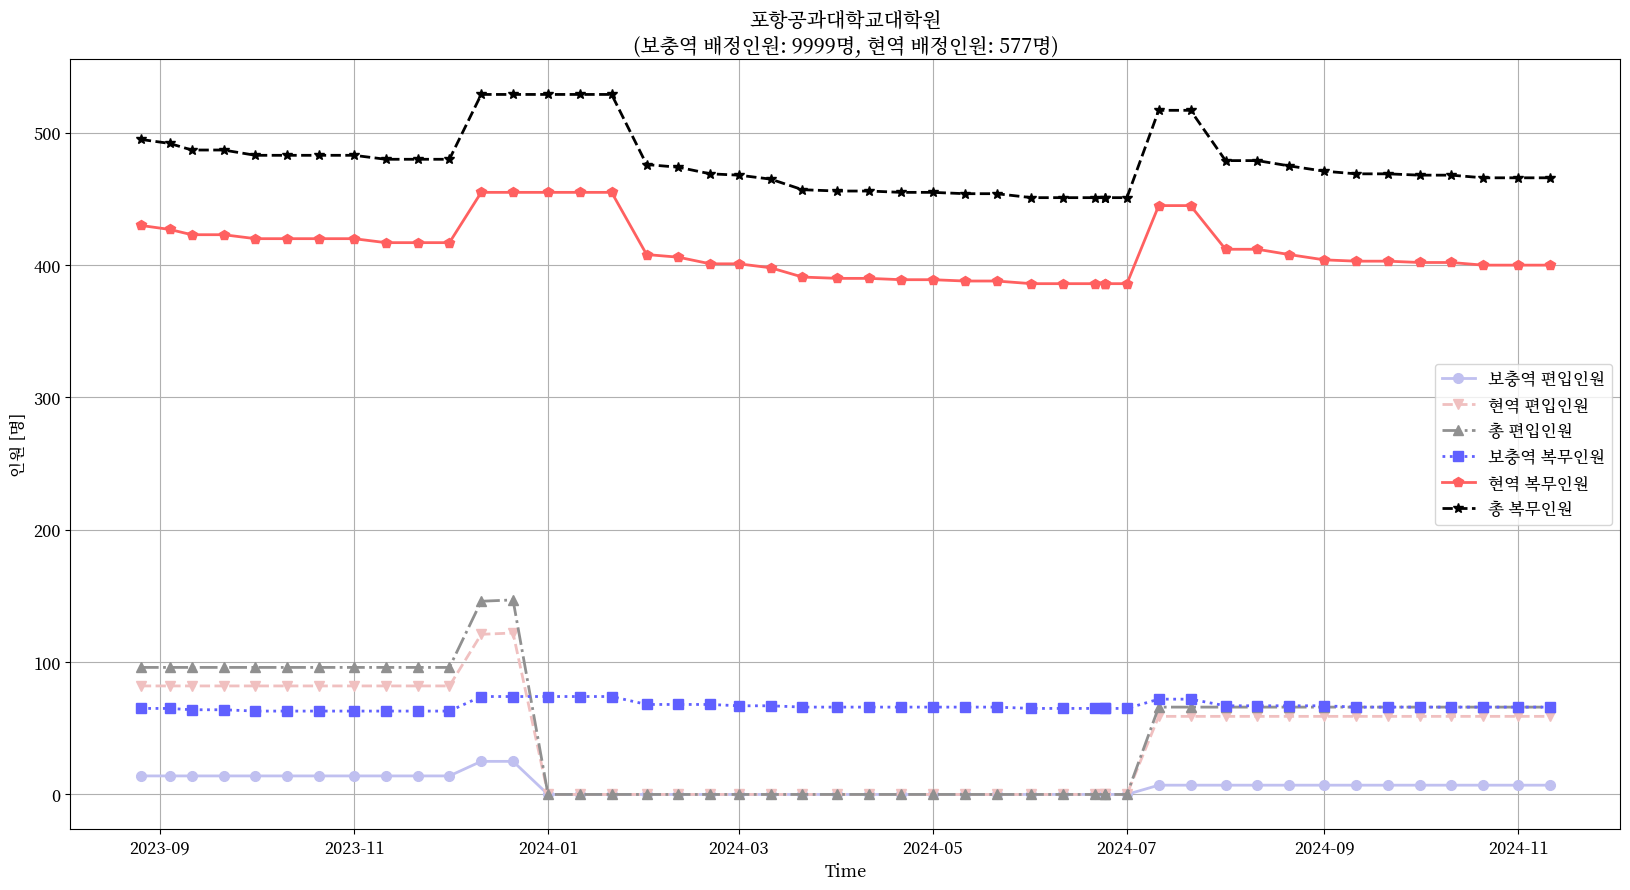 포항공과대학교대학원
(보충역 배정인원: 9999명, 현역 배정인원: 577명)
인원 [명]
500
400
300
200
100
0
보충역 편입인원
현역 편입인원
총 편입인원
보충역 복무인원
현역 복무인원
총 복무인원
2023-09
2023-11
2024-01
2024-03
2024-05
2024-07
2024-09
2024-11
Time